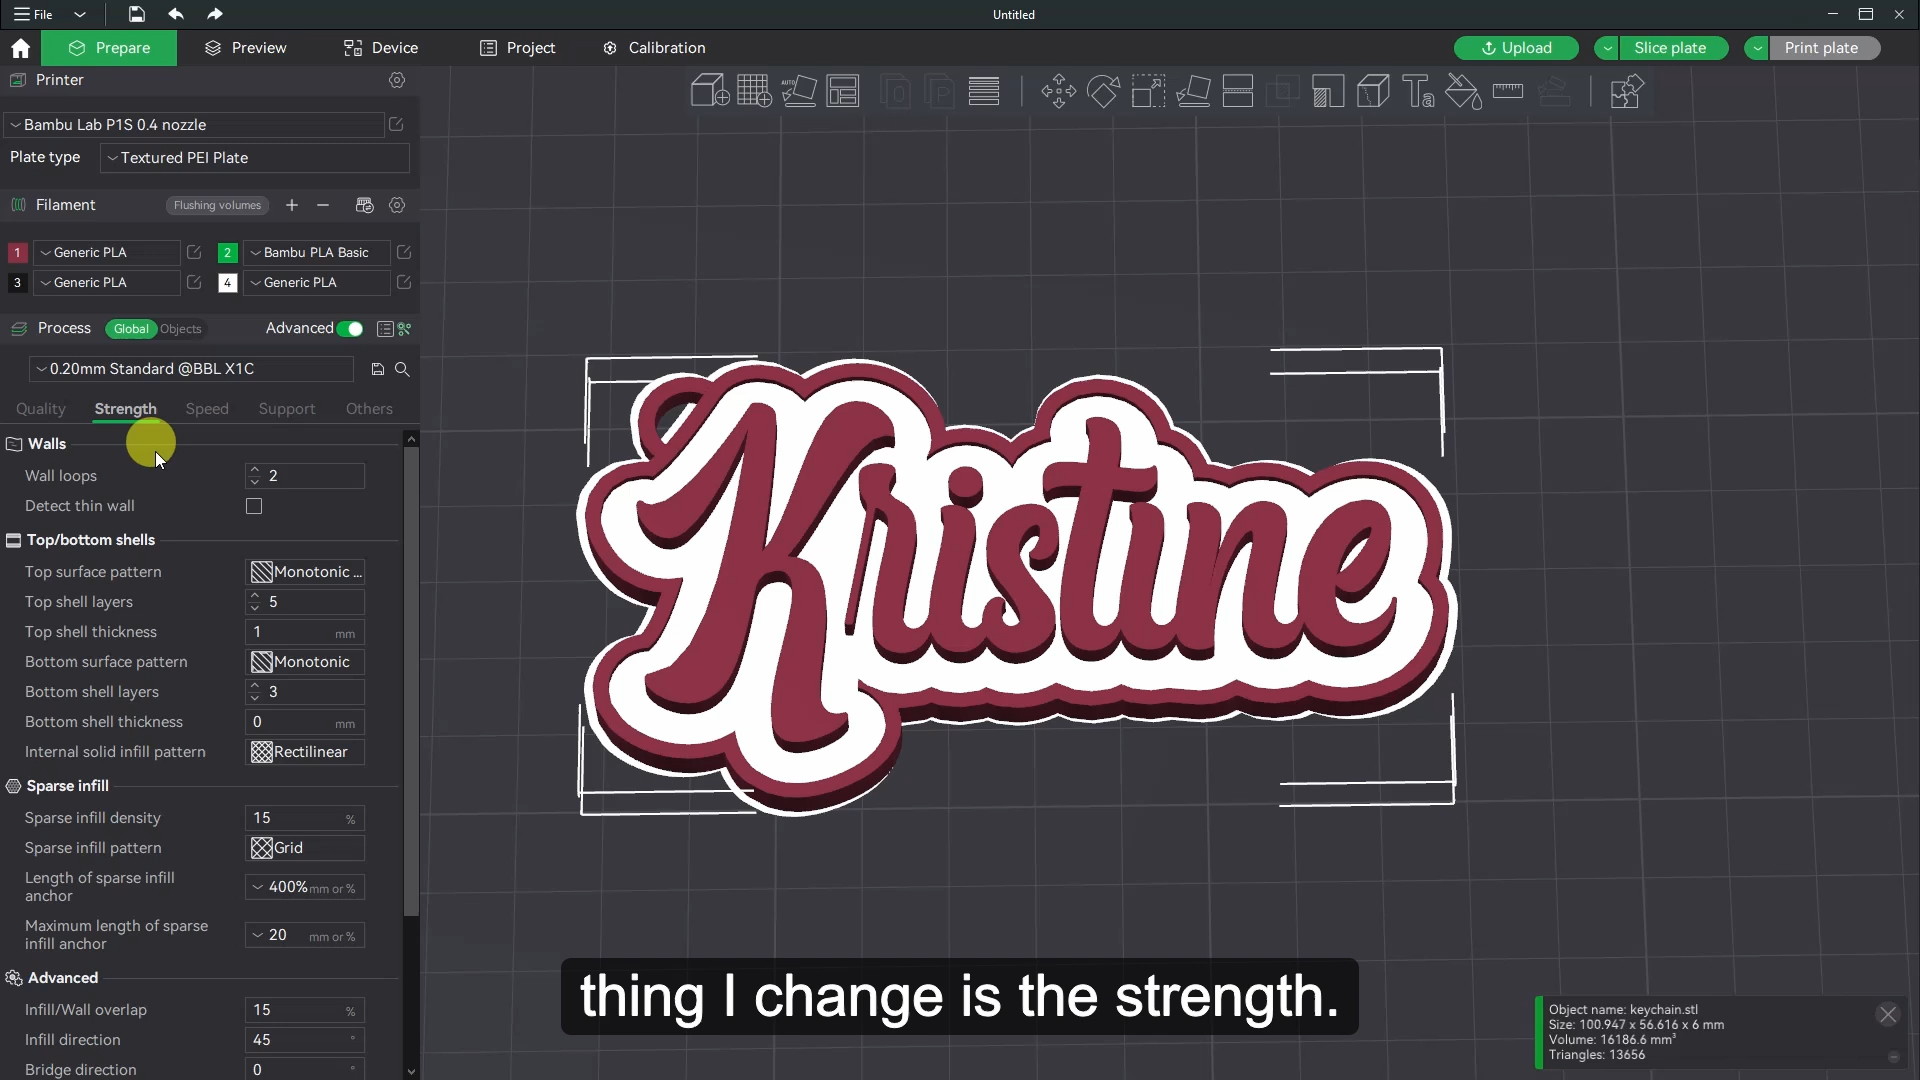 File
Untitled
Prepare
Preview
Device
Project
Calibration
Upload
Slice plate
Print plate
Printer
Bambu Lab P1S 0.4 nozzle
Plate type
Textured PEI Plate
Filament
Flushing volumes
1 Generic PLA
2 Bambu PLA Basic
3 Generic PLA
4 Generic PLA
Process
Global Objects
Advanced
0.20mm Standard @BBL X1C
Quality
Strength
Speed
Support
Others
Walls
Wall loops 2
Detect thin wall
Top/bottom shells
Top surface pattern Monotonic ...
Top shell layers 5
Top shell thickness 1 mm
Bottom surface pattern Monotonic
Bottom shell layers 3
Bottom shell thickness 0 mm
Internal solid infill pattern Rectilinear
Sparse infill
Sparse infill density 15 %
Sparse infill pattern Grid
Length of sparse infill
anchor 400% mm or %
Maximum length of sparse
infill anchor 20 mm or %
Advanced
Infill/Wall overlap 15 %
Infill direction 45 °
Bridge direction 0 °
Kristine
thing I change is the strength.
Object name: keychain.stl
Size: 100.947 x 56.616 x 6 mm
Volume: 16186.6 mm³
Triangles: 13656